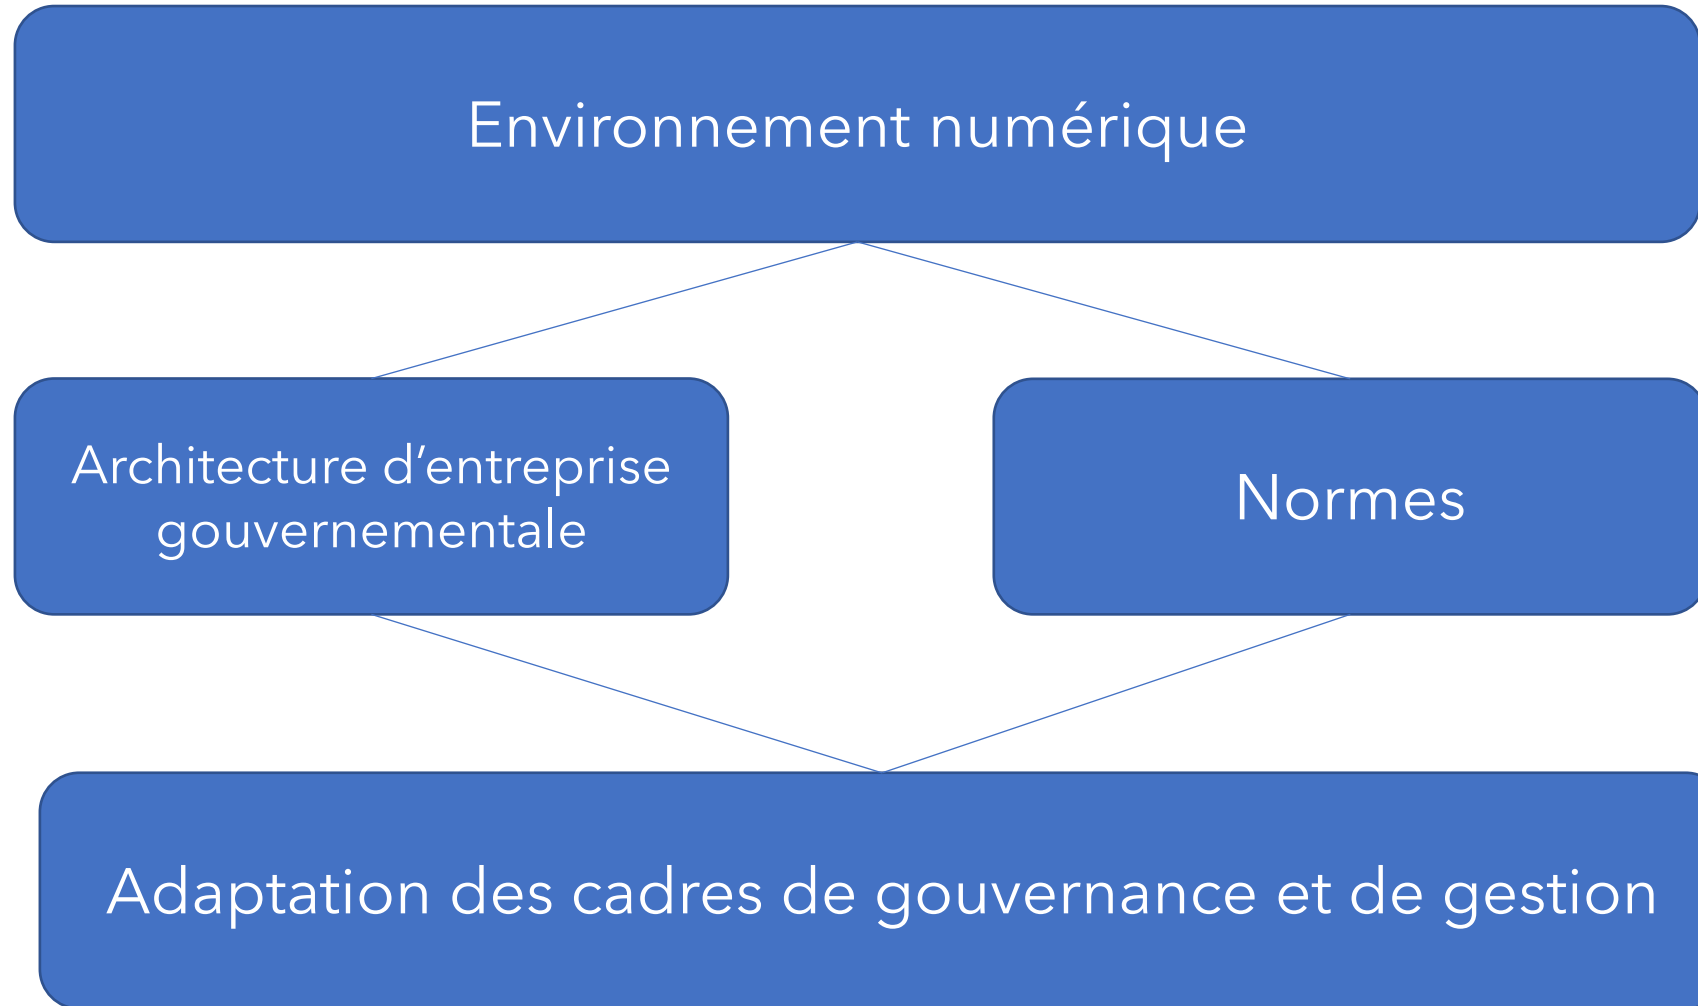 Environnement numérique
Architecture d’entreprise
gouvernementale
Normes
Adaptation des cadres de gouvernance et de gestion